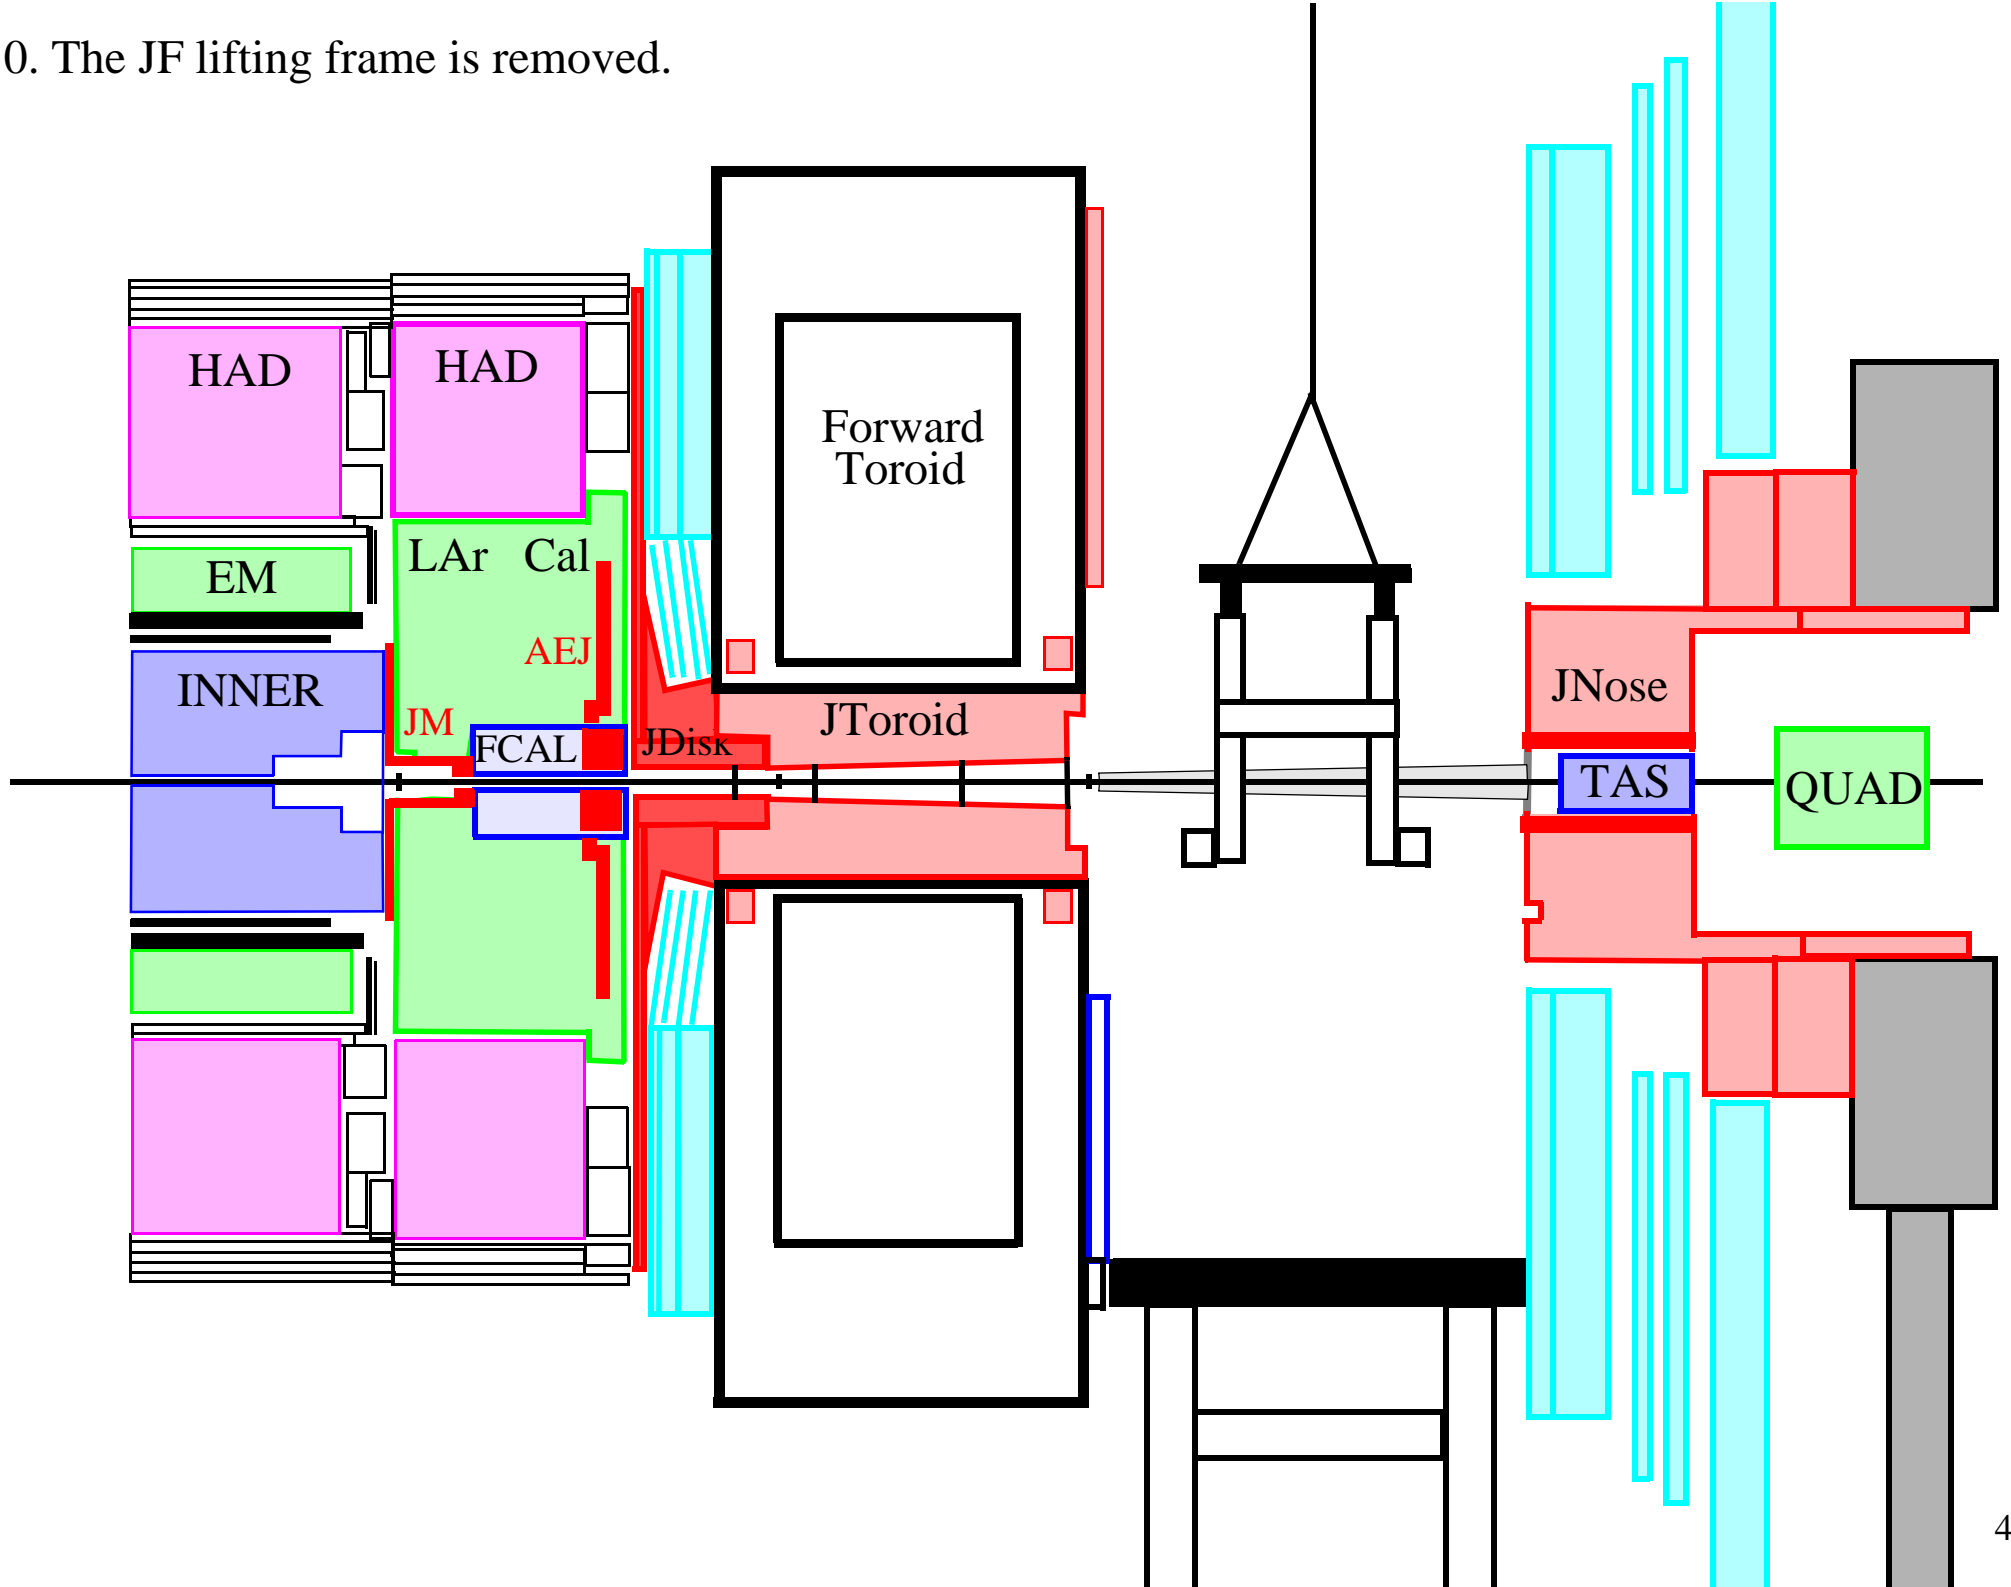 0. The JF lifting frame is removed.
HAD
HAD
Forward
Toroid
LAr Cal
EM
AEJ
INNER
JM
FCAL
JDisk
JToroid
JNose
TAS
QUAD
4